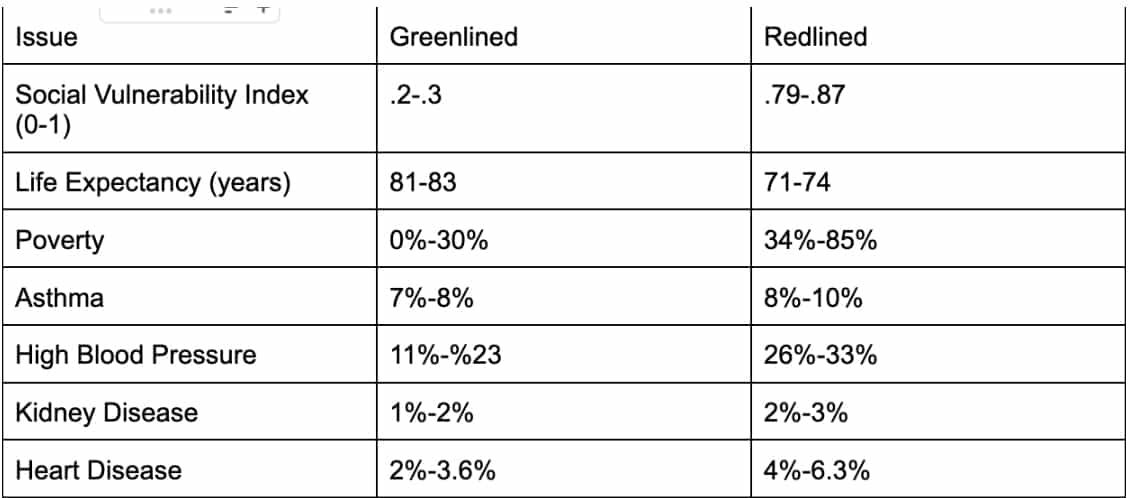 Issue Greenlined Redlined
Social Vulnerability Index .2-.3 .79-.87
(0-1)
Life Expectancy (years) 81-83 71-74
Poverty 0%-30% 34%-85%
Asthma 7%-8% 8%-10%
High Blood Pressure 11%-%23 26%-33%
Kidney Disease 1%-2% 2%-3%
Heart Disease 2%-3.6% 4%-6.3%